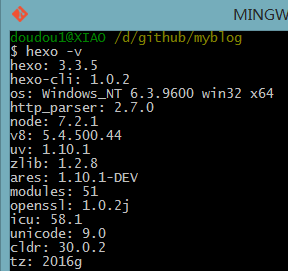 MINGW
doudou1@XIAO /d/github/myblog
$ hexo -v
hexo: 3.3.5
hexo-cli: 1.0.2
os: Windows_NT 6.3.9600 win32 x64
http_parser: 2.7.0
node: 7.2.1
v8: 5.4.500.44
uv: 1.10.1
zlib: 1.2.8
ares: 1.10.1-DEV
modules: 51
openssl: 1.0.2j
icu: 58.1
unicode: 9.0
cldr: 30.0.2
tz: 2016g